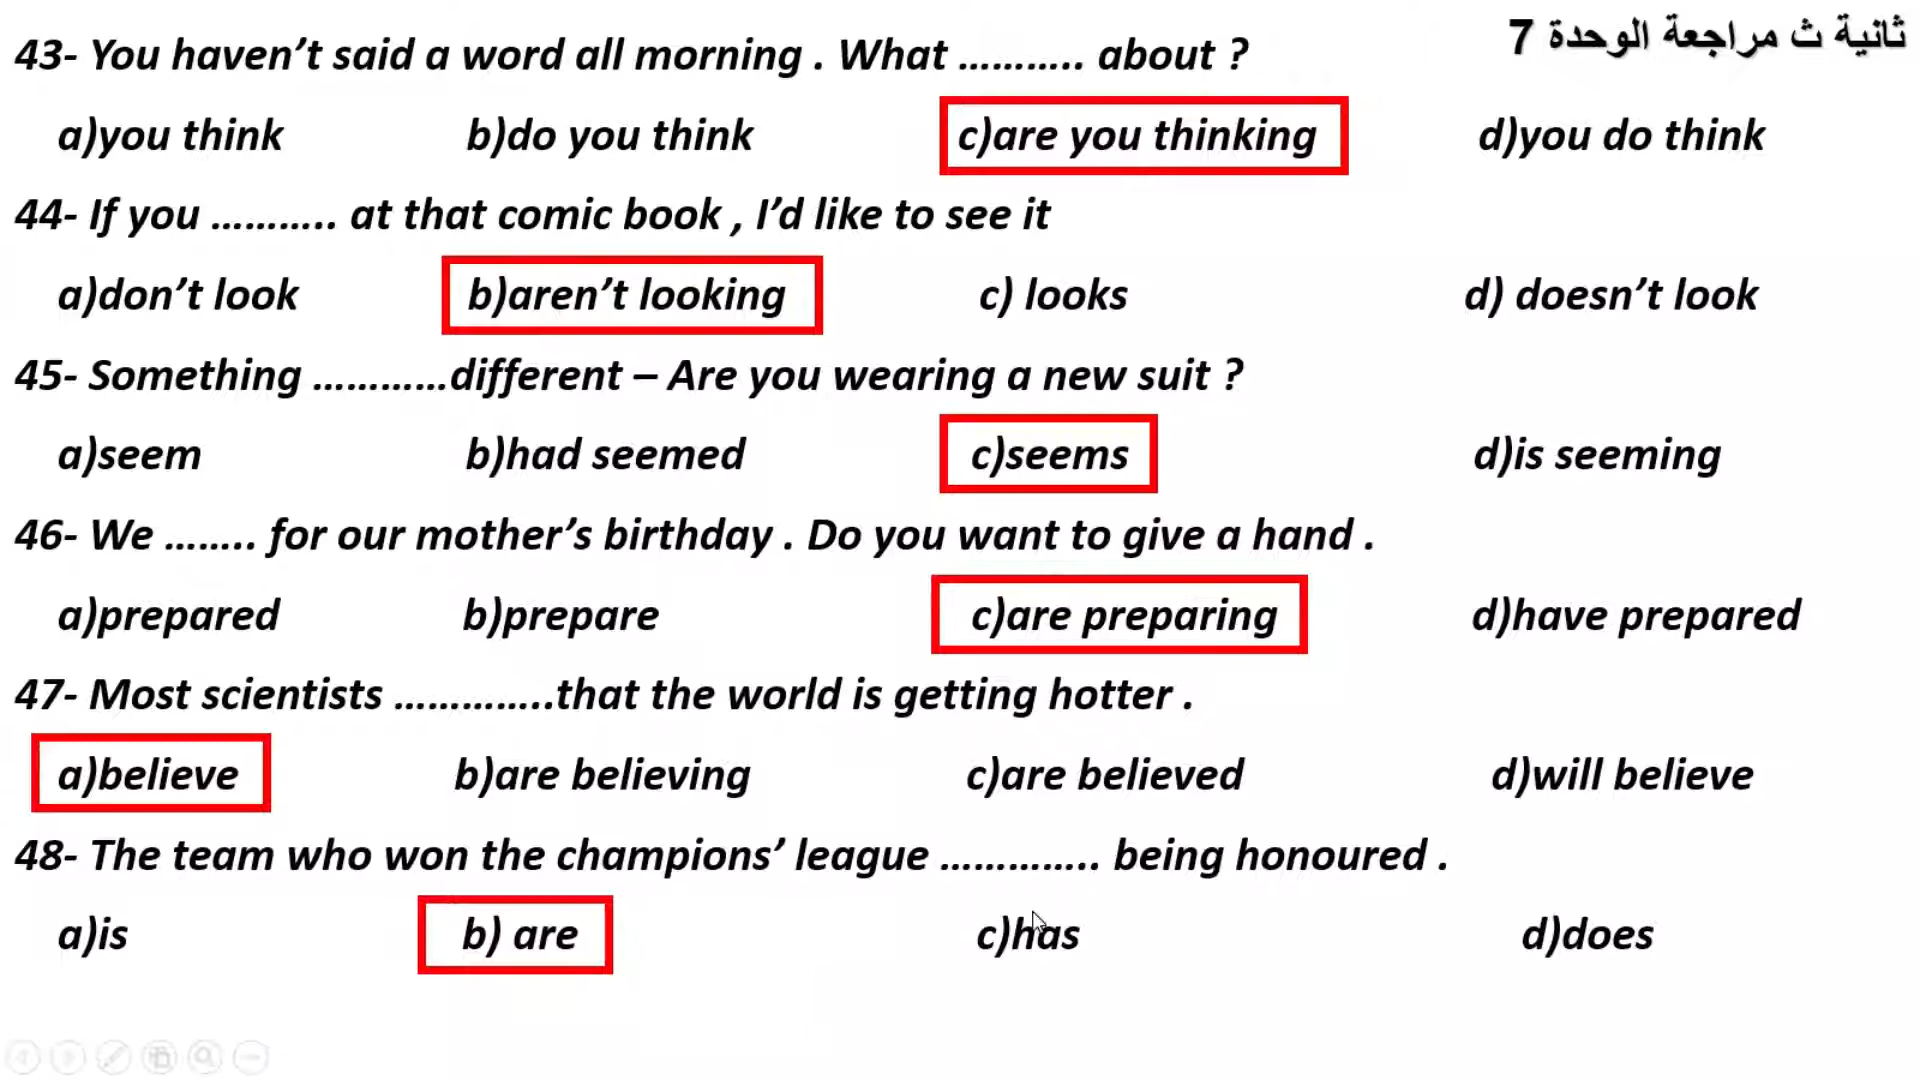 ثانية ث مراجعة الوحدة 7
43- You haven’t said a word all morning . What ……….. about ?
a)you think b)do you think c)are you thinking d)you do think
44- If you ……….. at that comic book , I’d like to see it
a)don’t look b)aren’t looking c) looks d) doesn’t look
45- Something …………different – Are you wearing a new suit ?
a)seem b)had seemed c)seems d)is seeming
46- We …….. for our mother’s birthday . Do you want to give a hand .
a)prepared b)prepare c)are preparing d)have prepared
47- Most scientists …………..that the world is getting hotter .
a)believe b)are believing c)are believed d)will believe
48- The team who won the champions’ league ………….. being honoured .
a)is b) are c)has d)does